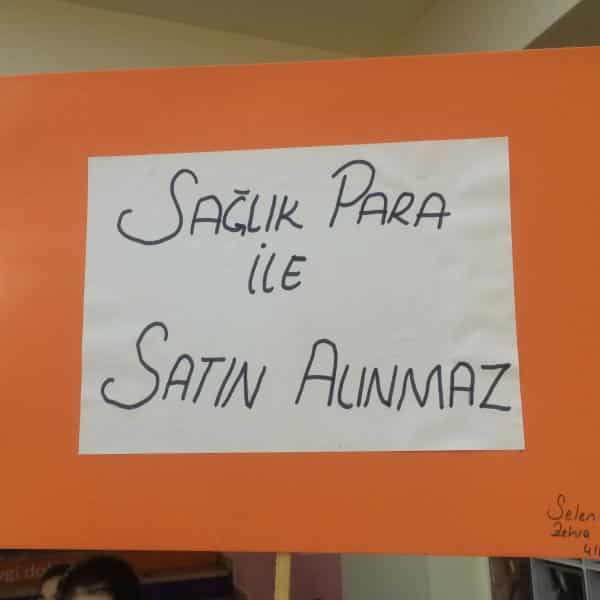 SAĞLIK PARA
İLE
SATIN ALINMAZ
Selen
Zehra